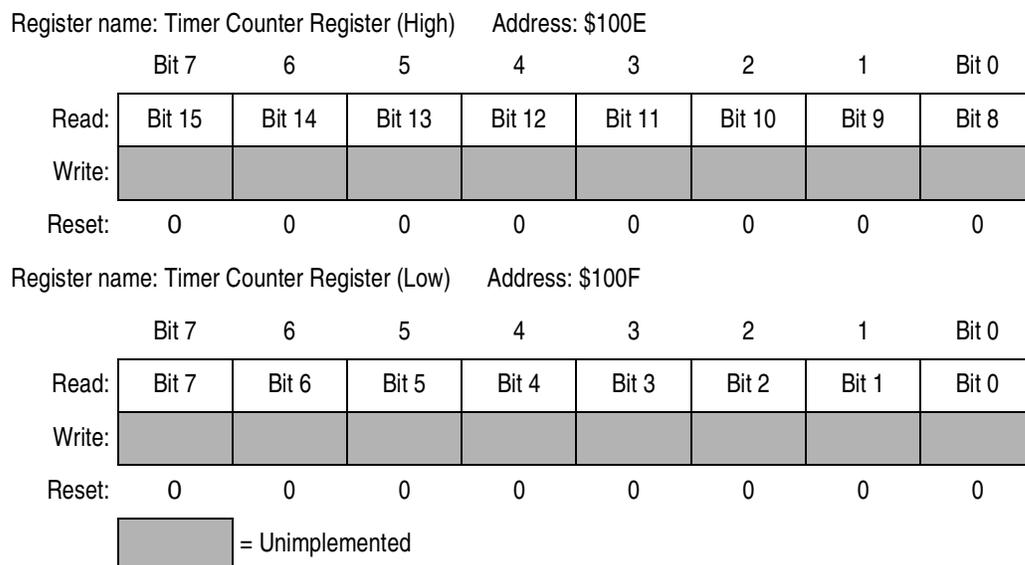 Register name: Timer Counter Register (High) Address: $100E
Bit 7 6 5 4 3 2 1 Bit 0
Read: Bit 15 Bit 14 Bit 13 Bit 12 Bit 11 Bit 10 Bit 9 Bit 8
Write:
Reset: 0 0 0 0 0 0 0 0
Register name: Timer Counter Register (Low) Address: $100F
Bit 7 6 5 4 3 2 1 Bit 0
Read: Bit 7 Bit 6 Bit 5 Bit 4 Bit 3 Bit 2 Bit 1 Bit 0
Write:
Reset: 0 0 0 0 0 0 0 0
= Unimplemented